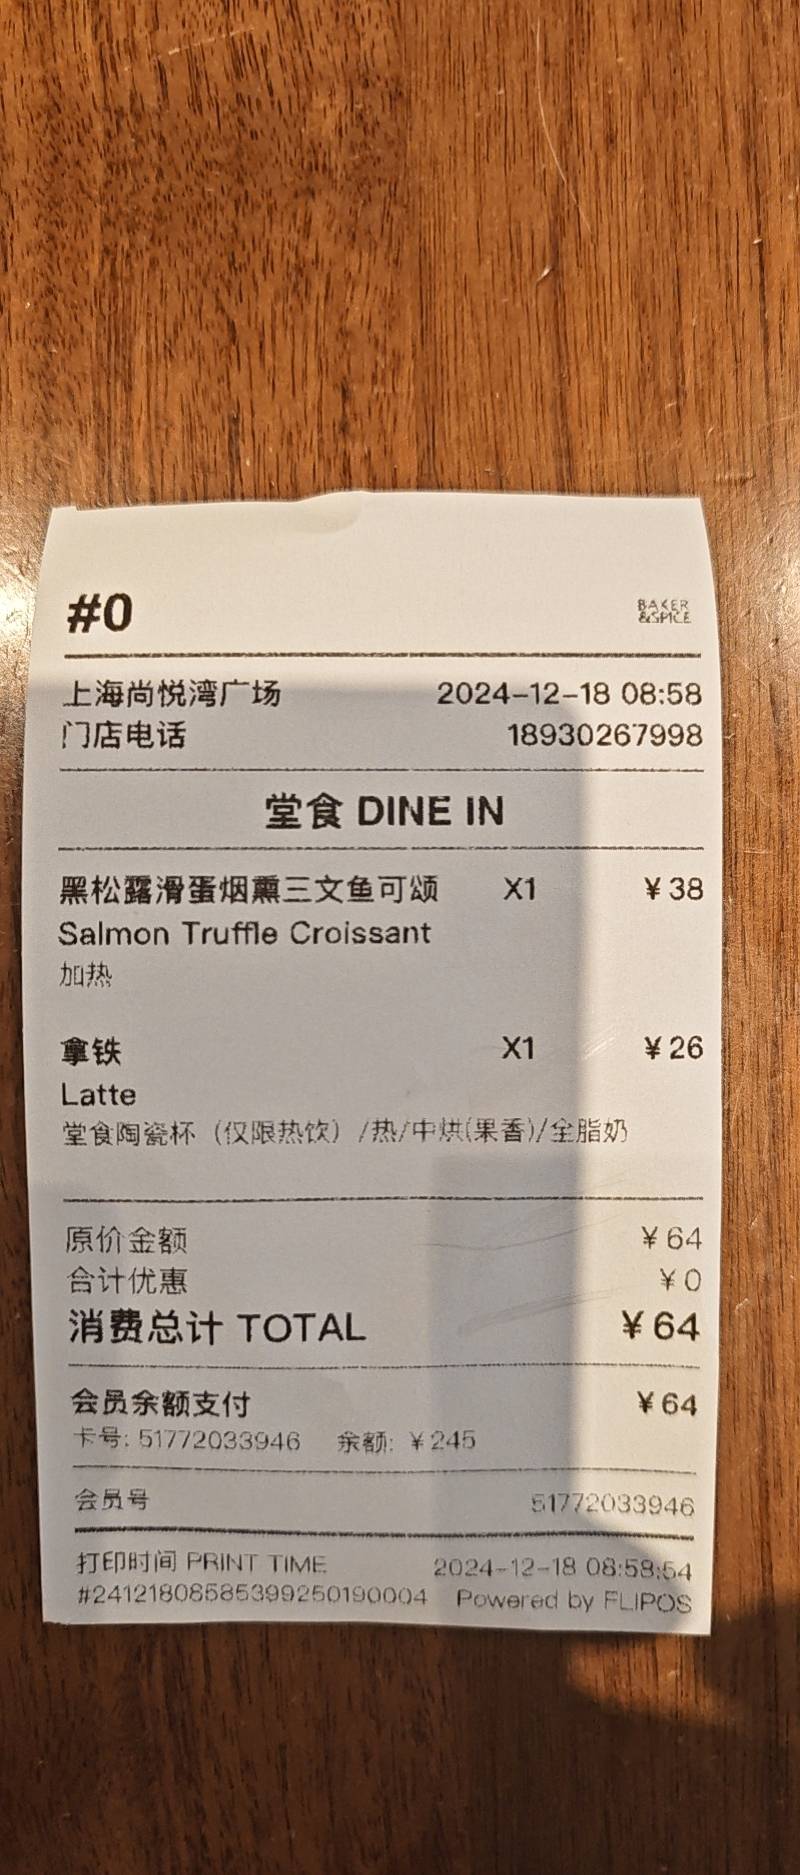 #0
BAKER
&SPICE
上海尚悦湾广场 2024-12-18 08:58
门店电话 18930267998
堂食 DINE IN
黑松露滑蛋烟熏三文鱼可颂 X1 ¥38
Salmon Truffle Croissant
加热
拿铁 X1 ¥26
Latte
堂食陶瓷杯（仅限热饮）/热/中烘(果香)/全脂奶
原价金额 ¥64
合计优惠 ¥0
消费总计 TOTAL ¥64
会员余额支付 ¥64
卡号: 51772033946 余额: ¥245
会员号 51772033946
打印时间 PRINT TIME 2024-12-18 08:58:54
#24121808585399250190004 Powered by FLIPOS